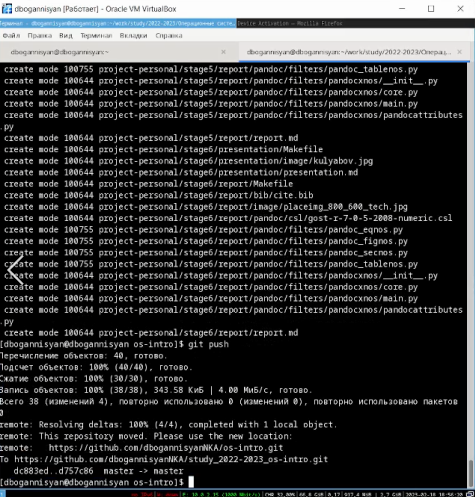 dbogannisyan [Работает] - Oracle VM VirtualBox
Терминал - dbogannisyan@dbogannisyan:~/work/study/2022-2023/Операционные систе…
Device Activation — Mozilla Firefox
Файл Правка Вид Терминал Вкладки Справка
dbogannisyan@dbogannisyan:~
dbogannisyan@dbogannisyan:~/work/study/2022-2023/Операц…
create mode 100755 project-personal/stage5/report/pandoc/filters/pandoc_tablenos.py
create mode 100644 project-personal/stage5/report/pandoc/filters/pandocxnos/__init__.py
create mode 100644 project-personal/stage5/report/pandoc/filters/pandocxnos/core.py
create mode 100644 project-personal/stage5/report/pandoc/filters/pandocxnos/main.py
create mode 100644 project-personal/stage5/report/pandoc/filters/pandocxnos/pandocattributes
.py
create mode 100644 project-personal/stage5/report/report.md
create mode 100644 project-personal/stage6/presentation/Makefile
create mode 100644 project-personal/stage6/presentation/image/kulyabov.jpg
create mode 100644 project-personal/stage6/presentation/presentation.md
create mode 100644 project-personal/stage6/report/Makefile
create mode 100644 project-personal/stage6/report/bib/cite.bib
create mode 100644 project-personal/stage6/report/image/placeimg_800_600_tech.jpg
create mode 100644 project-personal/stage6/report/pandoc/csl/gost-r-7-0-5-2008-numeric.csl
create mode 100755 project-personal/stage6/report/pandoc/filters/pandoc_eqnos.py
create mode 100755 project-personal/stage6/report/pandoc/filters/pandoc_fignos.py
create mode 100755 project-personal/stage6/report/pandoc/filters/pandoc_secnos.py
create mode 100755 project-personal/stage6/report/pandoc/filters/pandoc_tablenos.py
create mode 100644 project-personal/stage6/report/pandoc/filters/pandocxnos/__init__.py
create mode 100644 project-personal/stage6/report/pandoc/filters/pandocxnos/core.py
create mode 100644 project-personal/stage6/report/pandoc/filters/pandocxnos/main.py
create mode 100644 project-personal/stage6/report/pandoc/filters/pandocxnos/pandocattributes
.py
create mode 100644 project-personal/stage6/report/report.md
[dbogannisyan@dbogannisyan os-intro]$ git push
Перечисление объектов: 40, готово.
Подсчет объектов: 100% (40/40), готово.
Сжатие объектов: 100% (30/30), готово.
Запись объектов: 100% (38/38), 343.58 КиБ | 4.00 МиБ/с, готово.
Всего 38 (изменений 4), повторно использовано 0 (изменений 0), повторно использовано пакетов
0
remote: Resolving deltas: 100% (4/4), completed with 1 local object.
remote: This repository moved. Please use the new location:
remote: https://github.com/dbogannisyanNKA/os-intro.git
To https://github.com/dbogannisyanNKA/study_2022-2023_os-intro.git
dc883ed..d757c86 master -> master
[dbogannisyan@dbogannisyan os-intro]$